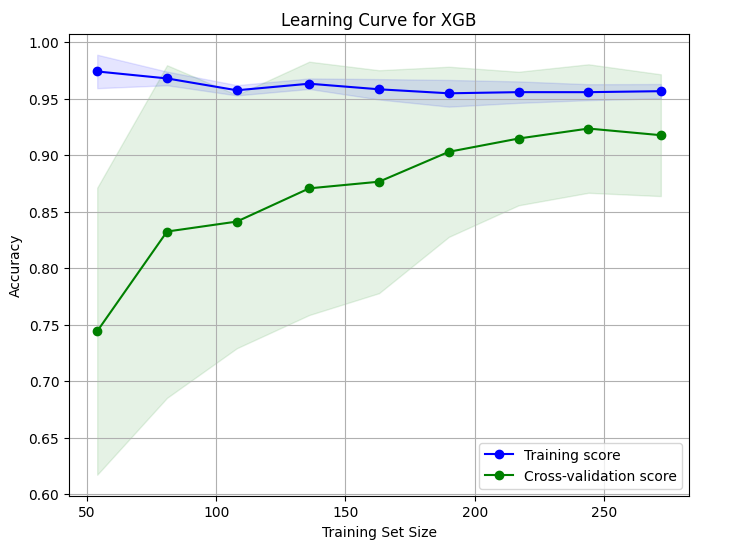 Learning Curve for XGB
1.00
0.95
0.90
0.85
0.80
0.75
0.70
0.65
0.60
Accuracy
50
100
150
200
250
Training Set Size
Training score
Cross-validation score